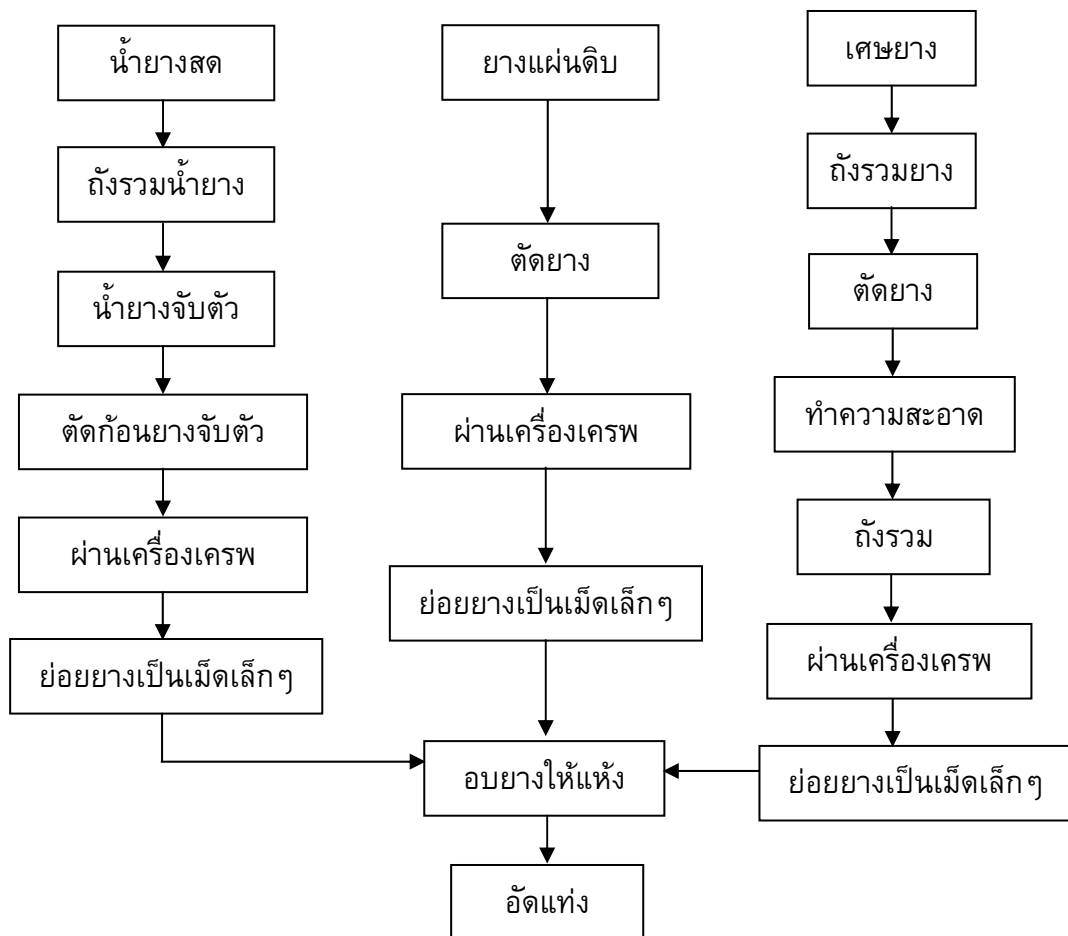 น้ำยางสด
ถังรวมน้ำยาง
น้ำยางจับตัว
ตัดก้อนยางจับตัว
ผ่านเครื่องเครพ
ย่อยยางเป็นเม็ดเล็กๆ
ยางแผ่นดิบ
ตัดยาง
ผ่านเครื่องเครพ
ย่อยยางเป็นเม็ดเล็กๆ
เศษยาง
ถังรวมยาง
ตัดยาง
ทำความสะอาด
ถังรวม
ผ่านเครื่องเครพ
ย่อยยางเป็นเม็ดเล็กๆ
อบยางให้แห้ง
อัดแท่ง